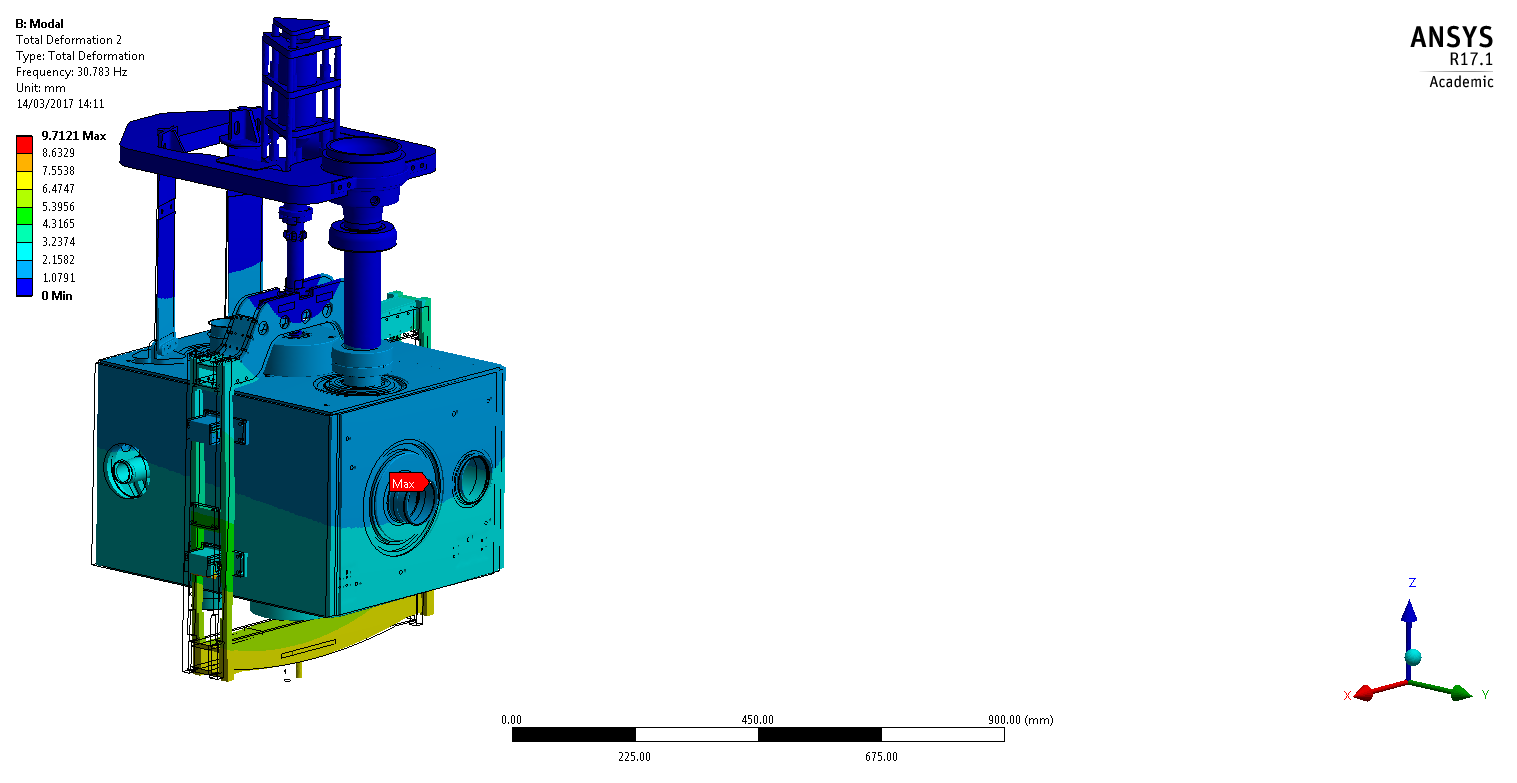 B: Modal
Total Deformation 2
Type: Total Deformation
Frequency: 30.783 Hz
Unit: mm
14/03/2017 14:11
9.7121 Max
8.6329
7.5538
6.4747
5.3956
4.3165
3.2374
2.1582
1.0791
0 Min
ANSYS
R17.1
Academic
Max
Z
X
Y
0.00 450.00 900.00 (mm)
225.00 675.00